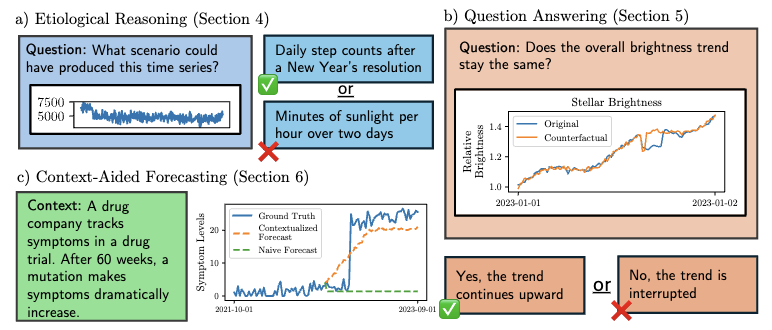 a) Etiological Reasoning (Section 4)
Question: What scenario could
have produced this time series?
7500
5000
Daily step counts after
a New Year's resolution
or
Minutes of sunlight per
hour over two days
b) Question Answering (Section 5)
Question: Does the overall brightness trend
stay the same?
Stellar Brightness
Original
Counterfactual
Relative
Brightness
1.4
1.2
1.0
2023-01-01
2023-01-02
Yes, the trend
continues upward
or
No, the trend is
interrupted
c) Context-Aided Forecasting (Section 6)
Context: A drug
company tracks
symptoms in a drug
trial. After 60 weeks, a
mutation makes
symptoms dramatically
increase.
Symptom Levels
20
10
0
Ground Truth
Contextualized
Forecast
Naive Forecast
2021-10-01
2023-09-01